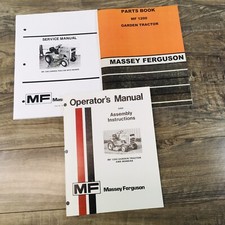 SERVICE MANUAL
MF
Massey
PARTS BOOK
MF 1200
GARDEN TRACTOR
MASSEY FERGUSON
Operator's Manual
with
Assembly
Instructions
MF
Massey Ferguson